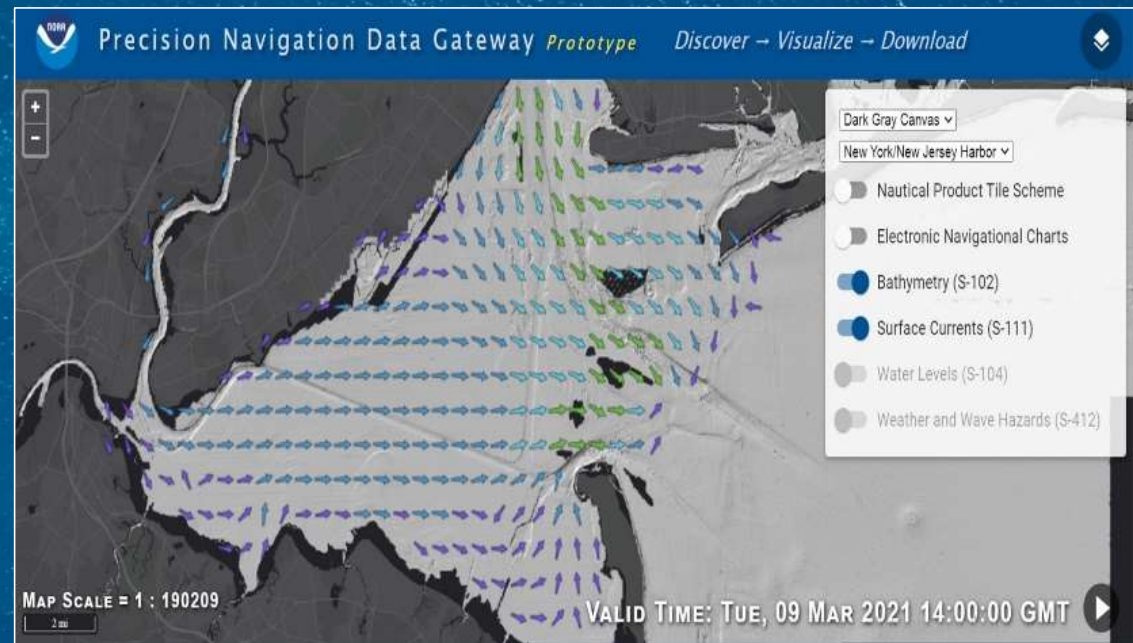 NOAA
Precision Navigation Data Gateway Prototype Discover → Visualize → Download
+
−
Dark Gray Canvas
New York/New Jersey Harbor
Nautical Product Tile Scheme
Electronic Navigational Charts
Bathymetry (S-102)
Surface Currents (S-111)
Water Levels (S-104)
Weather and Wave Hazards (S-412)
MAP SCALE = 1 : 190209
2 mi
VALID TIME: TUE, 09 MAR 2021 14:00:00 GMT